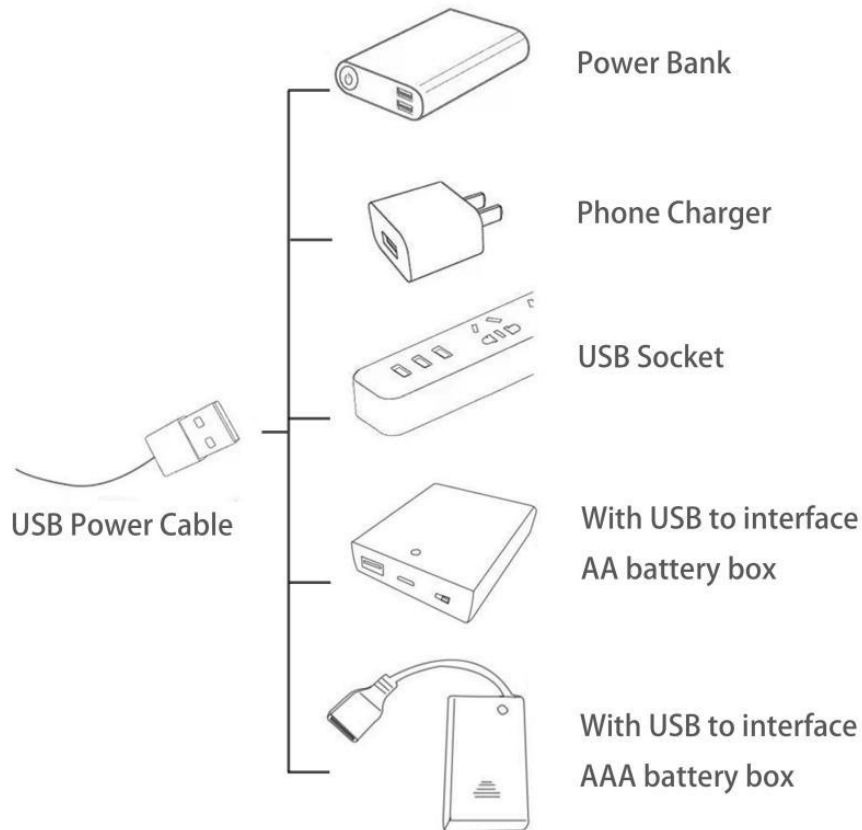 Power Bank
Phone Charger
USB Socket
USB Power Cable
With USB to interface
AA battery box
With USB to interface
AAA battery box